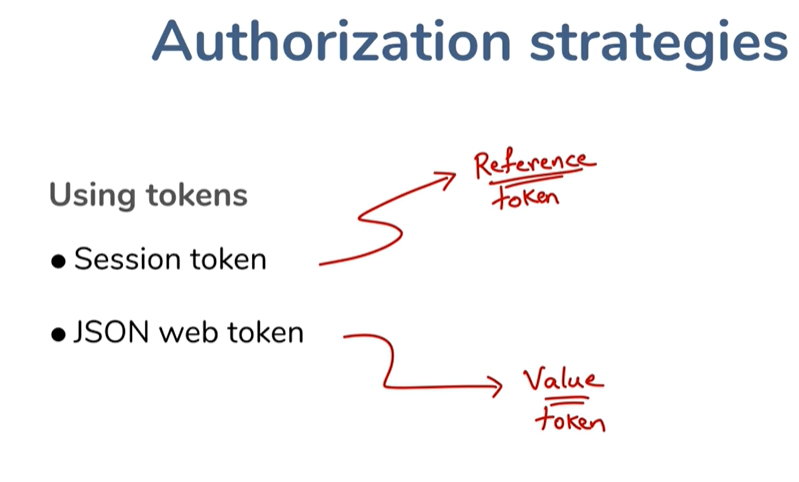 Authorization strategies
Using tokens
Reference
token
● Session token
● JSON web token
Value
token